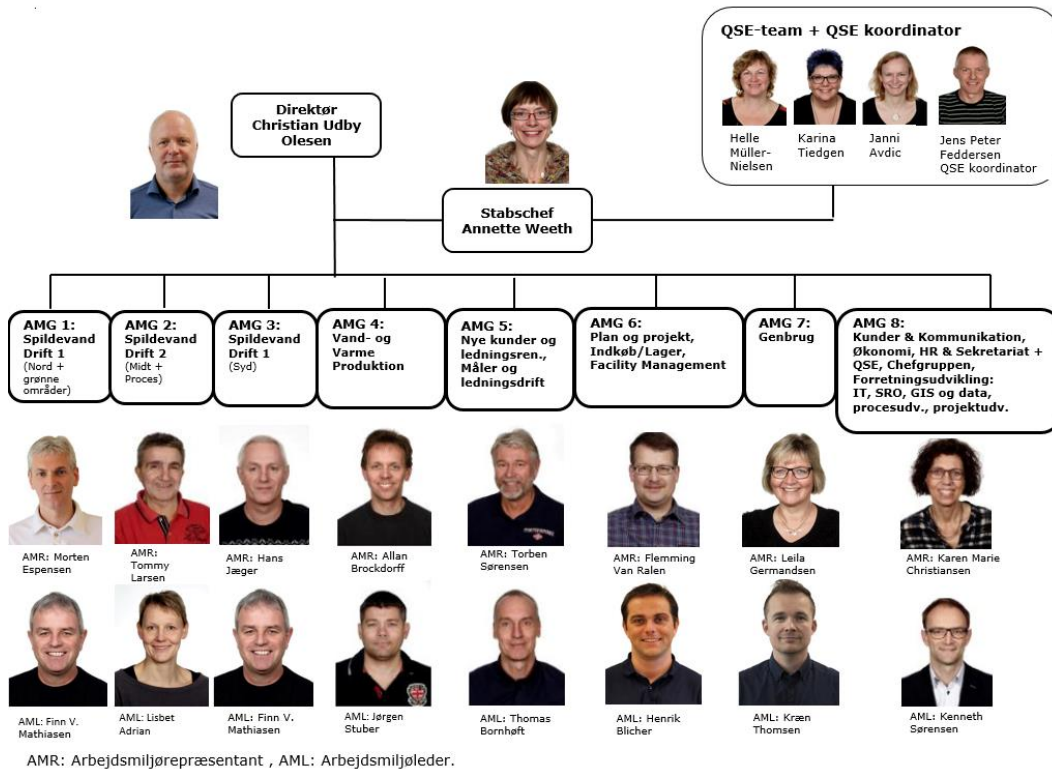 QSE-team + QSE koordinator
Helle
Müller-
Nielsen
Karina
Tiedgen
Janni
Avdic
Jens Peter
Feddersen
QSE koordinator
Direktør
Christian Udby
Olesen
Stabschef
Annette Weeth
AMG 1:
Spildevand
Drift 1
(Nord +
grønne
områder)
AMG 2:
Spildevand
Drift 2
(Midt +
Proces)
AMG 3:
Spildevand
Drift 1
(Syd)
AMG 4:
Vand- og
Varme
Produktion
AMG 5:
Nye kunder og
ledningsren.,
Måler og
ledningsdrift
AMG 6:
Plan og projekt,
Indkøb/Lager,
Facility Management
AMG 7:
Genbrug
AMG 8:
Kunder & Kommunikation,
Økonomi, HR & Sekretariat +
QSE, Chefgruppen,
Forretningsudvikling:
IT, SRO, GIS og data,
procesudv., projektudv.
AMR: Morten
Espensen
AMR:
Tommy
Larsen
AMR: Hans
Jæger
AMR: Allan
Brockdorff
AMR: Torben
Sørensen
AMR: Flemming
Van Ralen
AMR: Leila
Germandsen
AMR: Karen Marie
Christiansen
AML: Finn V.
Mathiasen
AML: Lisbet
Adrian
AML: Finn V.
Mathiasen
AML: Jørgen
Stuber
AML: Thomas
Bornhøft
AML: Henrik
Blicher
AML: Kræn
Thomsen
AML: Kenneth
Sørensen
AMR: Arbejdsmiljørepræsentant , AML: Arbejdsmiljøleder.